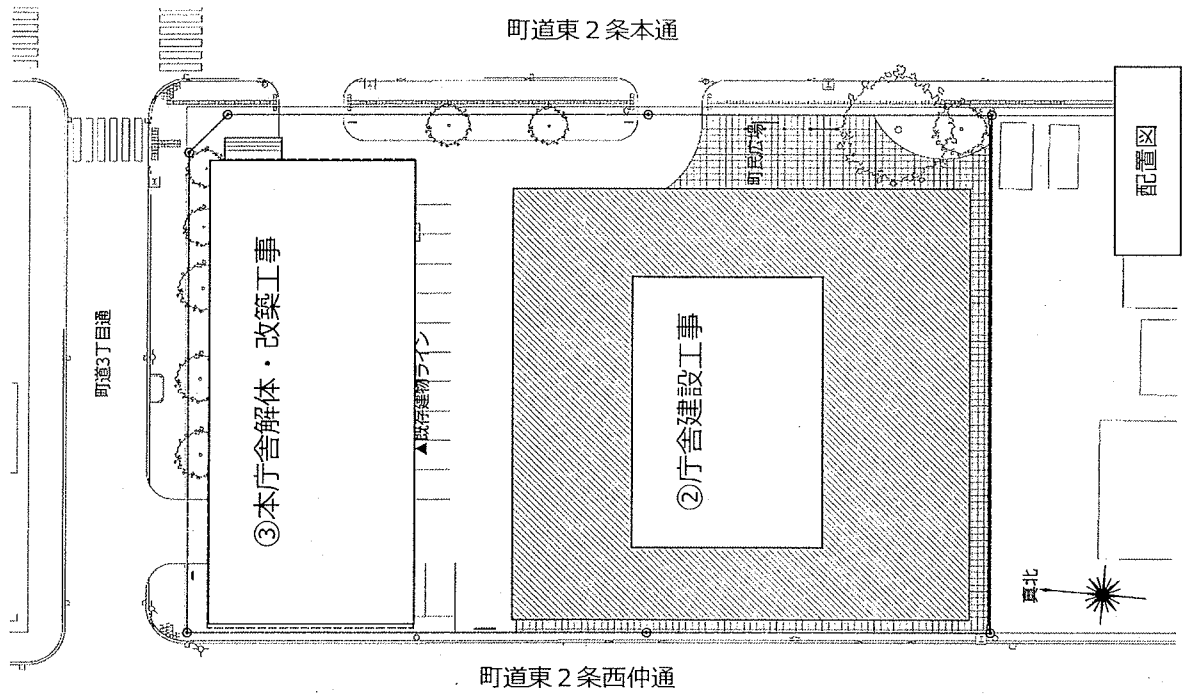 町道東2条本通
配置図
町民広場
③本庁舎解体・改築工事
町道3丁目通
▲既存建物ライン
②庁舎建設工事
真北
町道東2条西仲通